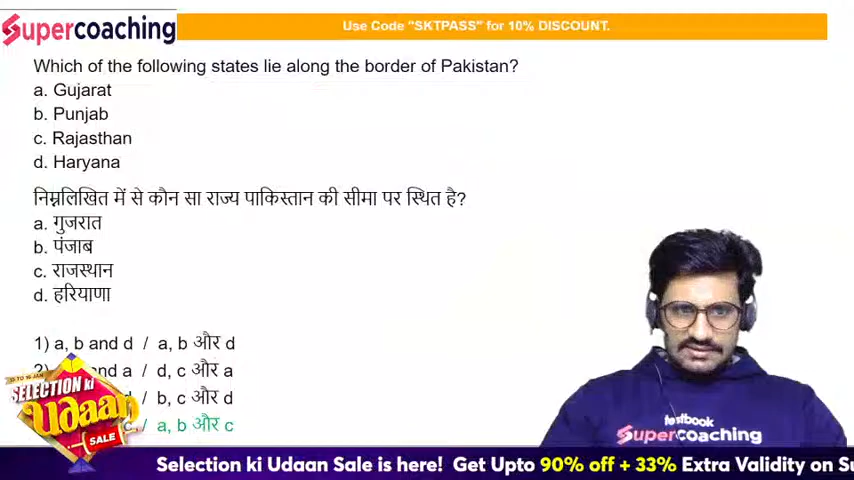 Supercoaching
Use Code "SKTPASS" for 10% DISCOUNT.
Which of the following states lie along the border of Pakistan?
a. Gujarat
b. Punjab
c. Rajasthan
d. Haryana
निम्नलिखित में से कौन सा राज्य पाकिस्तान की सीमा पर स्थित है?
a. गुजरात
b. पंजाब
c. राजस्थान
d. हरियाणा
1) a, b and d / a, b और d
and a / d, c और a
/ b, c और d
c / a, b और c
SELECTION ki
Udaan
SALE
testbook
Supercoaching
Selection ki Udaan Sale is here! Get Upto 90% off + 33% Extra Validity on Su